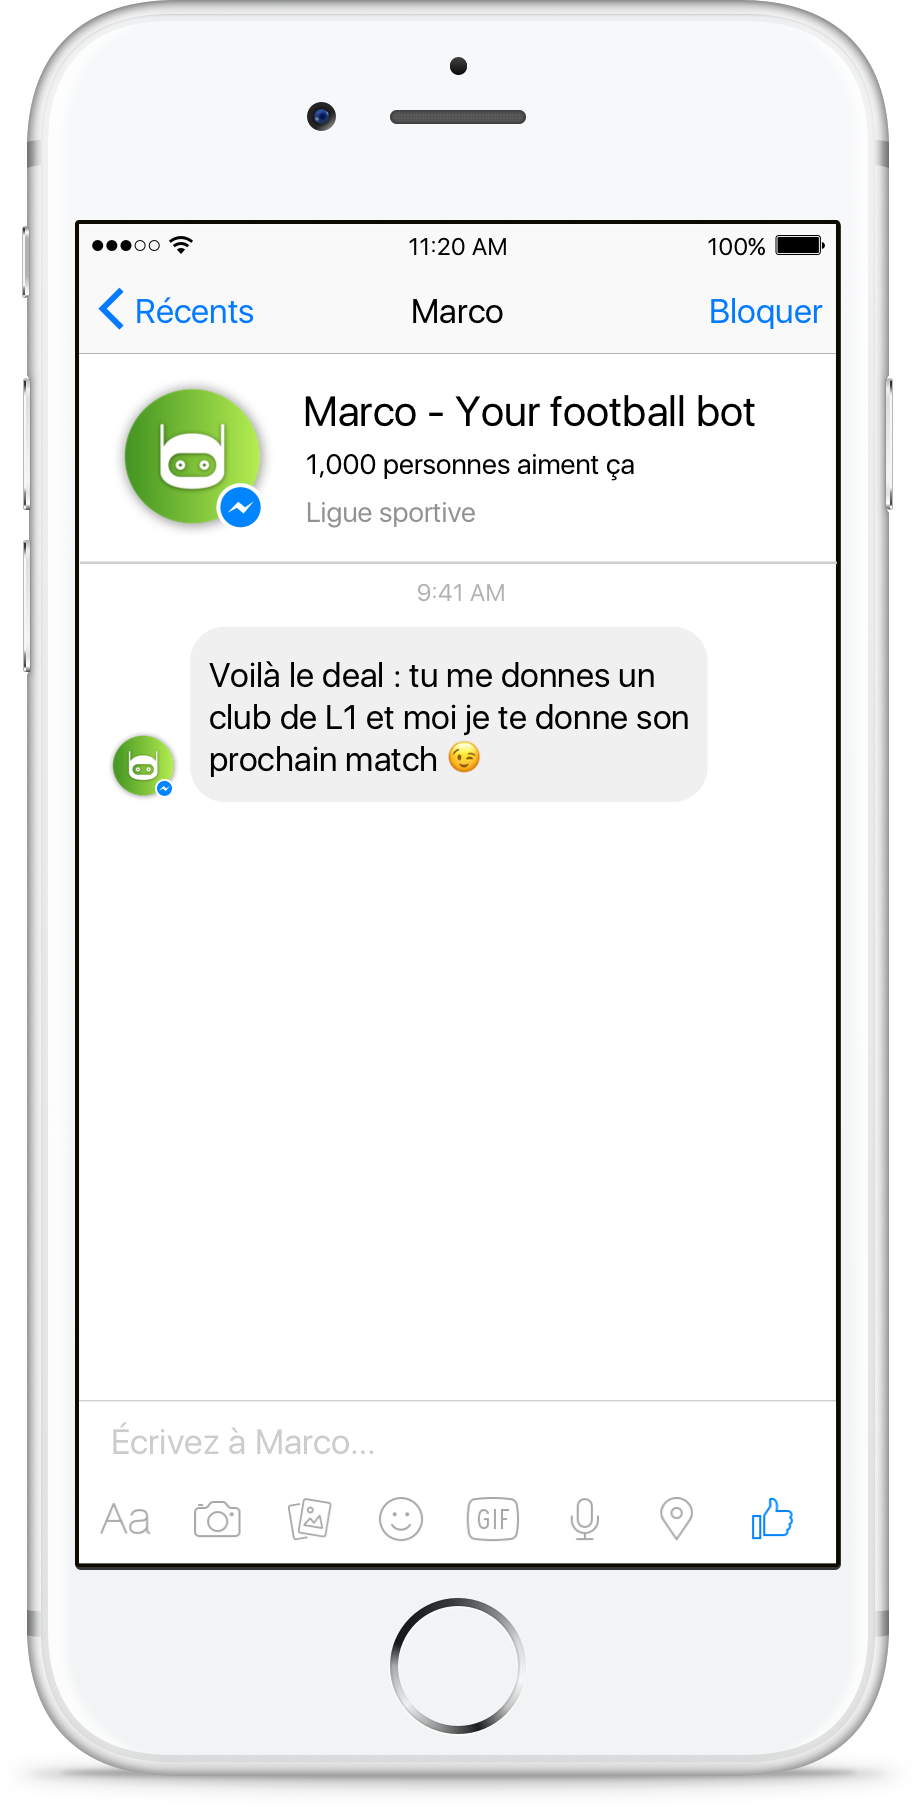 11:20 AM
100%
Récents
Marco
Bloquer
Marco - Your football bot
1,000 personnes aiment ça
Ligue sportive
9:41 AM
Voilà le deal : tu me donnes un
club de L1 et moi je te donne son
prochain match 😉
Écrivez à Marco...
Aa
GIF